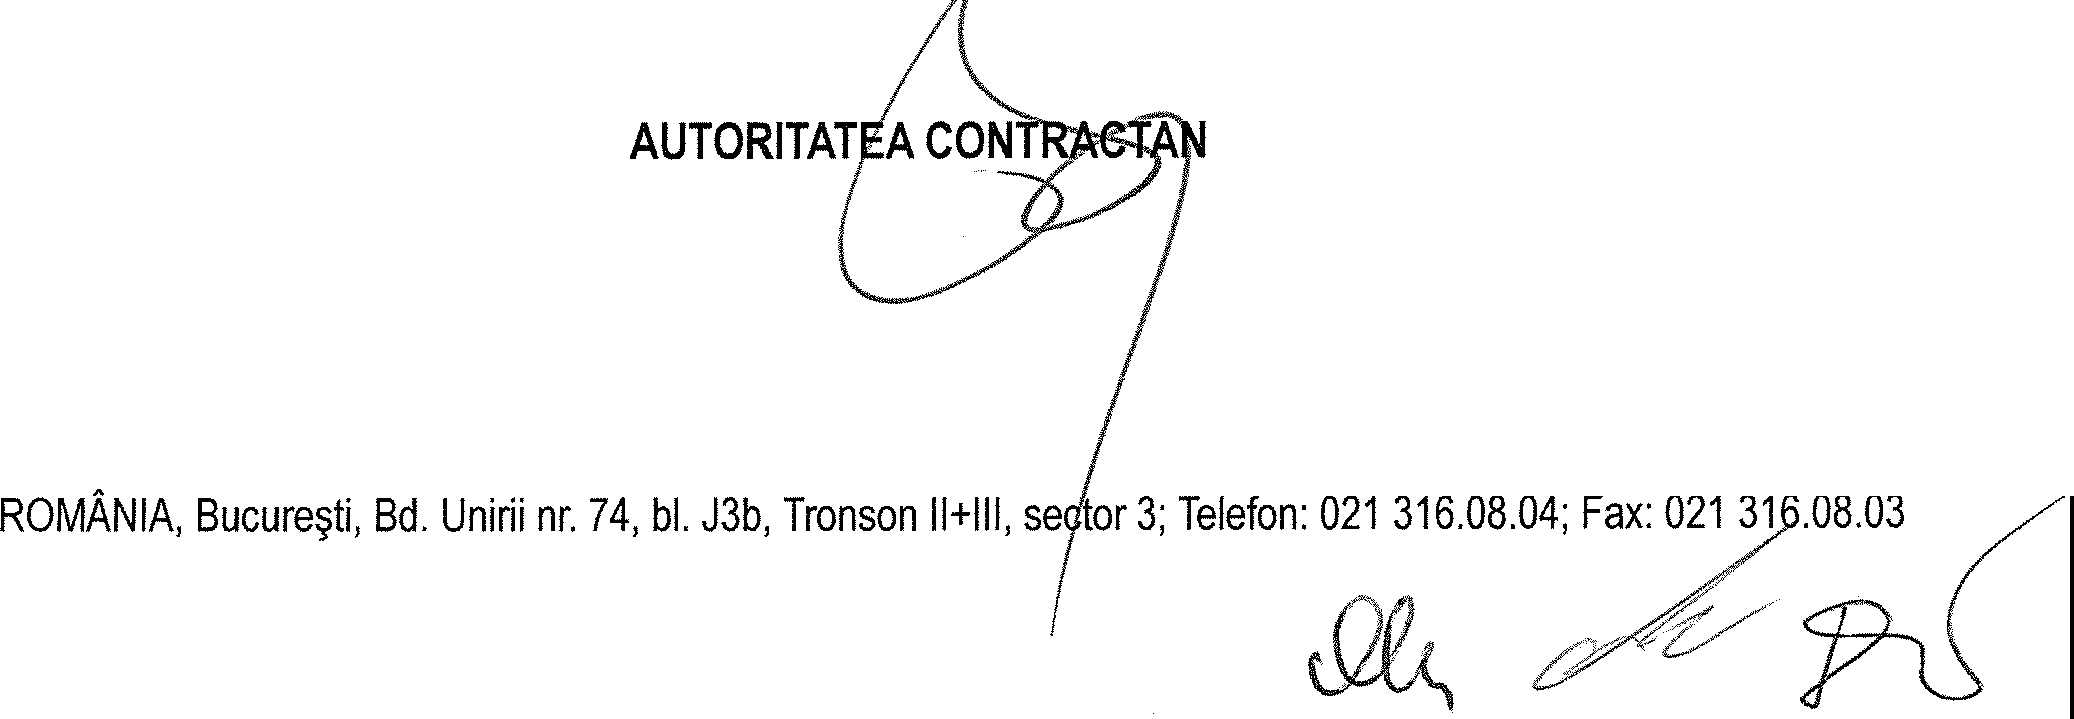 AUTORITATEA CONTRACTAN
ROMÂNIA, Bucureşti, Bd. Unirii nr. 74, bl. J3b, Tronson II+III, sector 3; Telefon: 021 316.08.04; Fax: 021 316.08.03